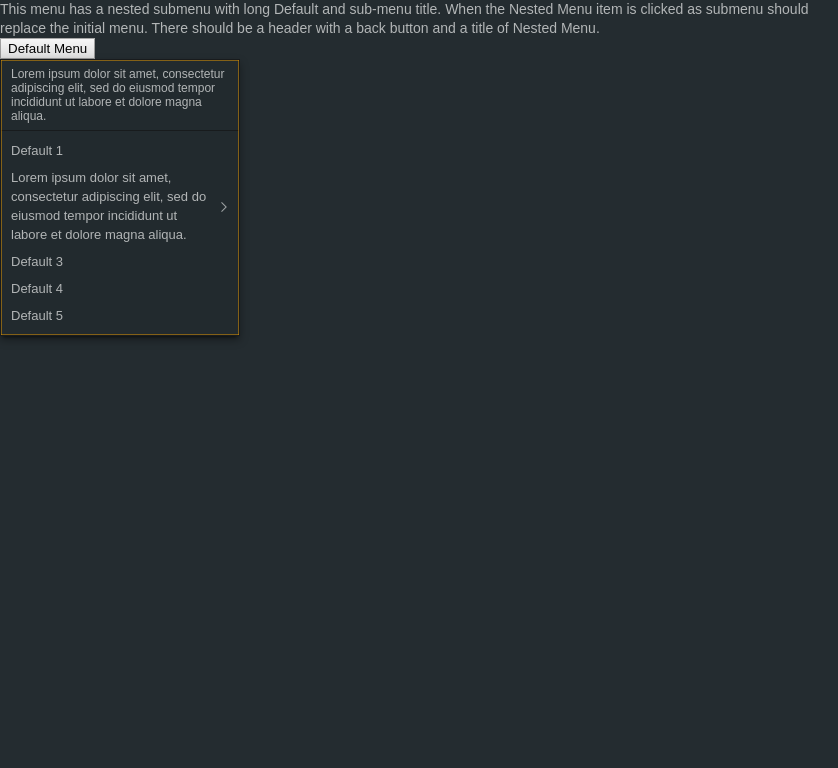 This menu has a nested submenu with long Default and sub-menu title. When the Nested Menu item is clicked as submenu should
replace the initial menu. There should be a header with a back button and a title of Nested Menu.
Default Menu
Lorem ipsum dolor sit amet, consectetur
adipiscing elit, sed do eiusmod tempor
incididunt ut labore et dolore magna
aliqua.
Default 1
Lorem ipsum dolor sit amet,
consectetur adipiscing elit, sed do
eiusmod tempor incididunt ut
labore et dolore magna aliqua.
Default 3
Default 4
Default 5